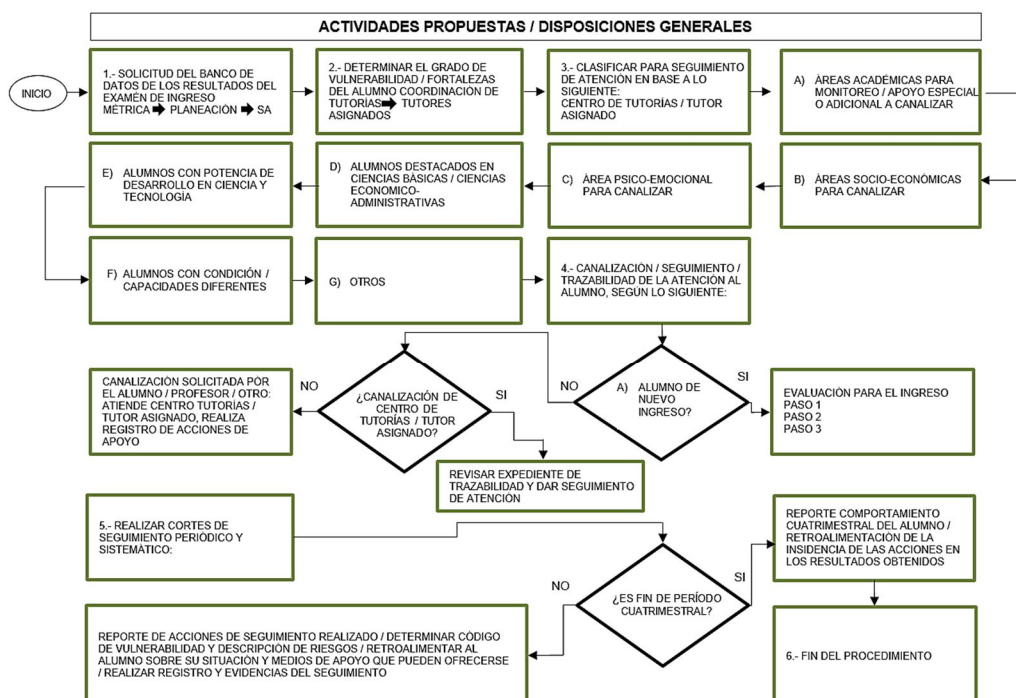 ACTIVIDADES PROPUESTAS / DISPOSICIONES GENERALES
INICIO
1.- SOLICITUD DEL BANCO DE
DATOS DE LOS RESULTADOS DEL
EXAMÉN DE INGRESO
MÉTRICA 🡆 PLANEACIÓN 🡆 SA
2.- DETERMINAR EL GRADO DE
VULNERABILIDAD / FORTALEZAS
DEL ALUMNO COORDINACIÓN DE
TUTORÍAS🡆 TUTORES
ASIGNADOS
3.- CLASIFICAR PARA SEGUIMIENTO
DE ATENCIÓN EN BASE A LO
SIGUIENTE:
CENTRO DE TUTORÍAS / TUTOR
ASIGNADO
A) ÁREAS ACADÉMICAS PARA
MONITOREO / APOYO ESPECIAL
O ADICIONAL A CANALIZAR
B) ÁREAS SOCIO-ECONÓMICAS
PARA CANALIZAR
C) ÁREA PSICO-EMOCIONAL
PARA CANALIZAR
D) ALUMNOS DESTACADOS EN
CIENCIAS BÁSICAS / CIENCIAS
ECONOMICO-
ADMINISTRATIVAS
E) ALUMNOS CON POTENCIA DE
DESARROLLO EN CIENCIA Y
TECNOLOGÍA
F) ALUMNOS CON CONDICIÓN /
CAPACIDADES DIFERENTES
G) OTROS
4.- CANALIZACIÓN / SEGUIMIENTO /
TRAZABILIDAD DE LA ATENCIÓN AL
ALUMNO, SEGÚN LO SIGUIENTE:
A) ALUMNO DE
NUEVO
INGRESO?
SI
EVALUACIÓN PARA EL INGRESO
PASO 1
PASO 2
PASO 3
NO
¿CANALIZACIÓN DE
CENTRO DE
TUTORÍAS / TUTOR
ASIGNADO?
NO
CANALIZACIÓN SOLICITADA POR
EL ALUMNO / PROFESOR / OTRO:
ATIENDE CENTRO TUTORÍAS /
TUTOR ASIGNADO, REALIZA
REGISTRO DE ACCIONES DE
APOYO
SI
REVISAR EXPEDIENTE DE
TRAZABILIDAD Y DAR SEGUIMIENTO
DE ATENCIÓN
5.- REALIZAR CORTES DE
SEGUIMIENTO PERIÓDICO Y
SISTEMÁTICO:
¿ES FIN DE PERÍODO
CUATRIMESTRAL?
SI
REPORTE COMPORTAMIENTO
CUATRIMESTRAL DEL ALUMNO /
RETROALIMENTACIÓN DE LA
INSIDENCIA DE LAS ACCIONES EN
LOS RESULTADOS OBTENIDOS
NO
REPORTE DE ACCIONES DE SEGUIMIENTO REALIZADO / DETERMINAR CÓDIGO
DE VULNERABILIDAD Y DESCRIPCIÓN DE RIESGOS / RETROALIMENTAR AL
ALUMNO SOBRE SU SITUACIÓN Y MEDIOS DE APOYO QUE PUEDEN OFRECERSE
/ REALIZAR REGISTRO Y EVIDENCIAS DEL SEGUIMIENTO
6.- FIN DEL PROCEDIMIENTO